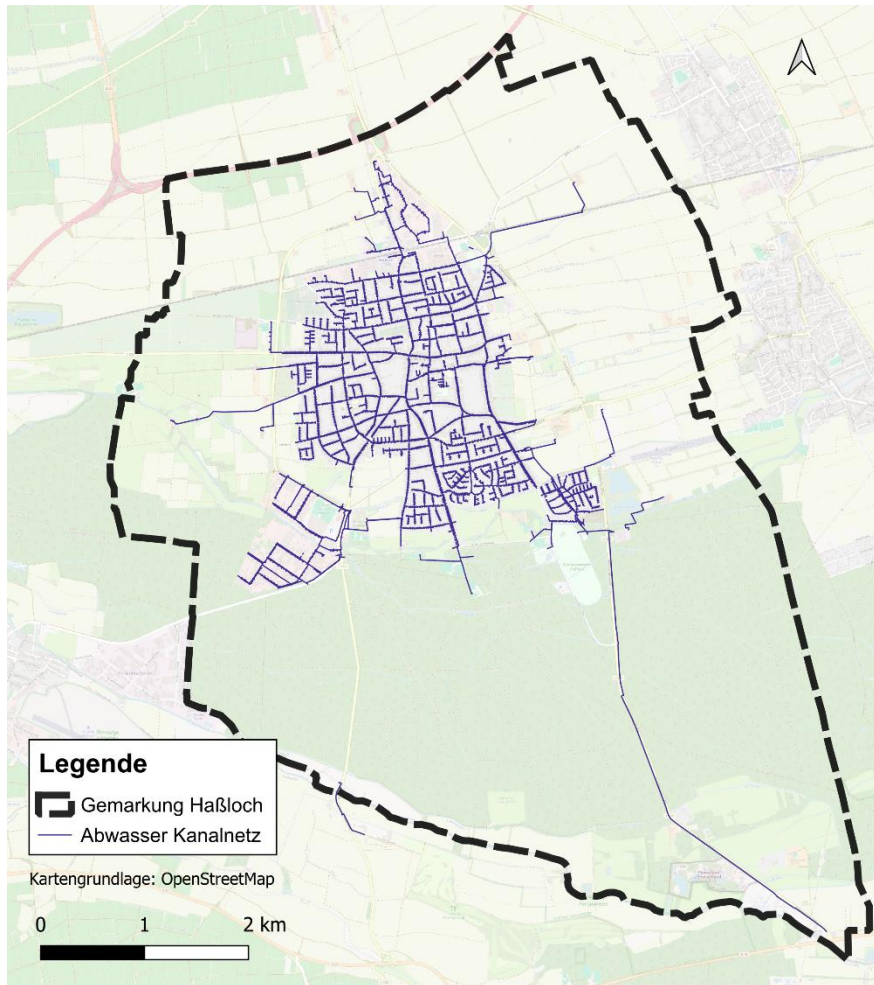 Legende
Gemarkung Haßloch
Abwasser Kanalnetz
Kartengrundlage: OpenStreetMap
0 1 2 km